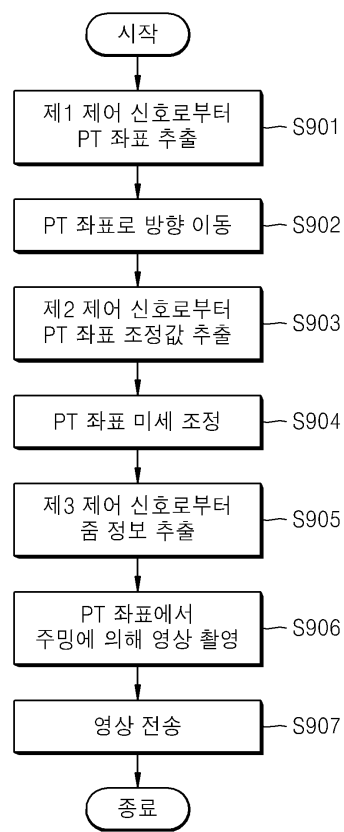 시작
제1 제어 신호로부터
PT 좌표 추출
S901
PT 좌표로 방향 이동
S902
제2 제어 신호로부터
PT 좌표 조정값 추출
S903
PT 좌표 미세 조정
S904
제3 제어 신호로부터
줌 정보 추출
S905
PT 좌표에서
주밍에 의해 영상 촬영
S906
영상 전송
S907
종료